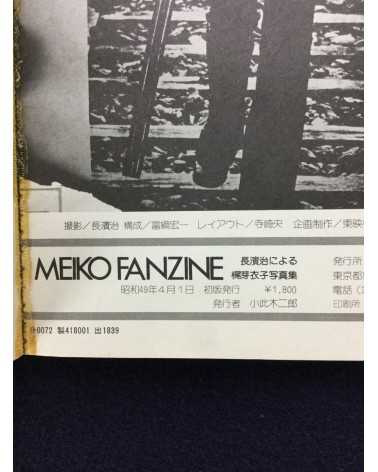 撮影/長濱治 構成/富嶋宏一 レイアウト/寺崎央 企画制作/東映
MEIKO FANZINE
長濱治による 発行所
梶芽衣子写真集 東京都
昭和49年4月1日 初版発行 ¥1,800 電話
発行者 小此木二郎 印刷所
0072 製418001 出1839